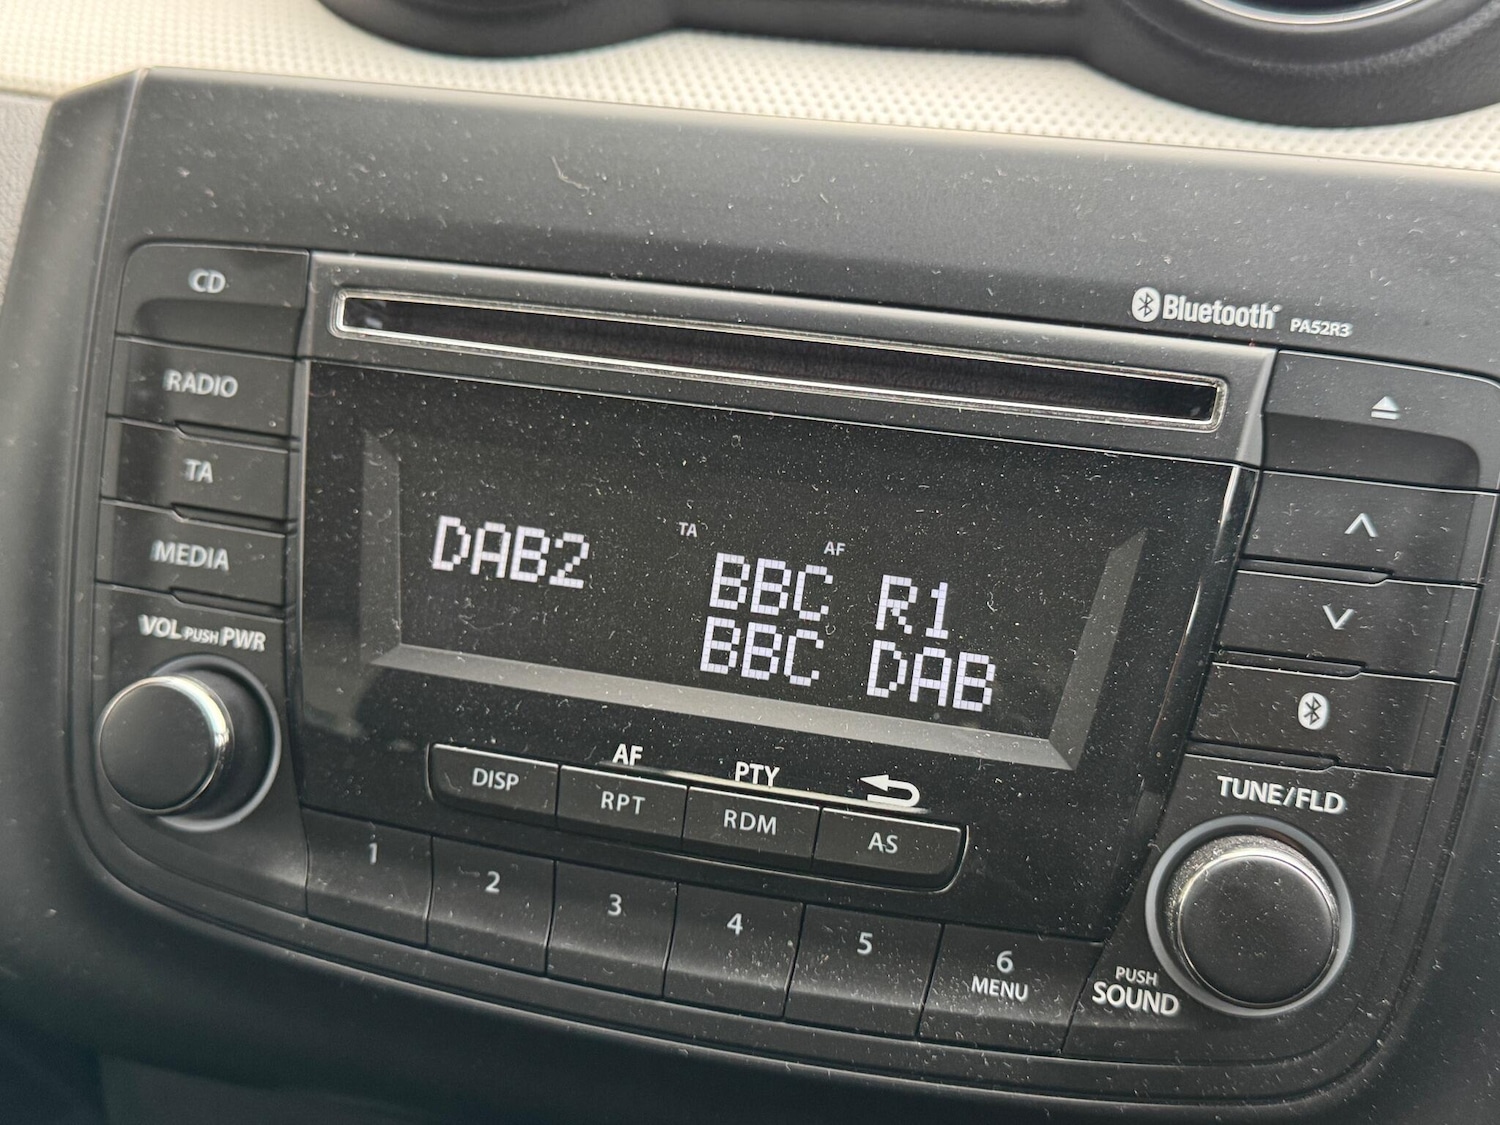 CD
Bluetooth® PA52R3
RADIO
TA
MEDIA
VOL PUSH PWR
TA AF
DAB2 BBC R1
BBC DAB
AF PTY
DISP RPT RDM AS
TUNE/FLD
1 2 3 4 5 6
MENU
PUSH
SOUND